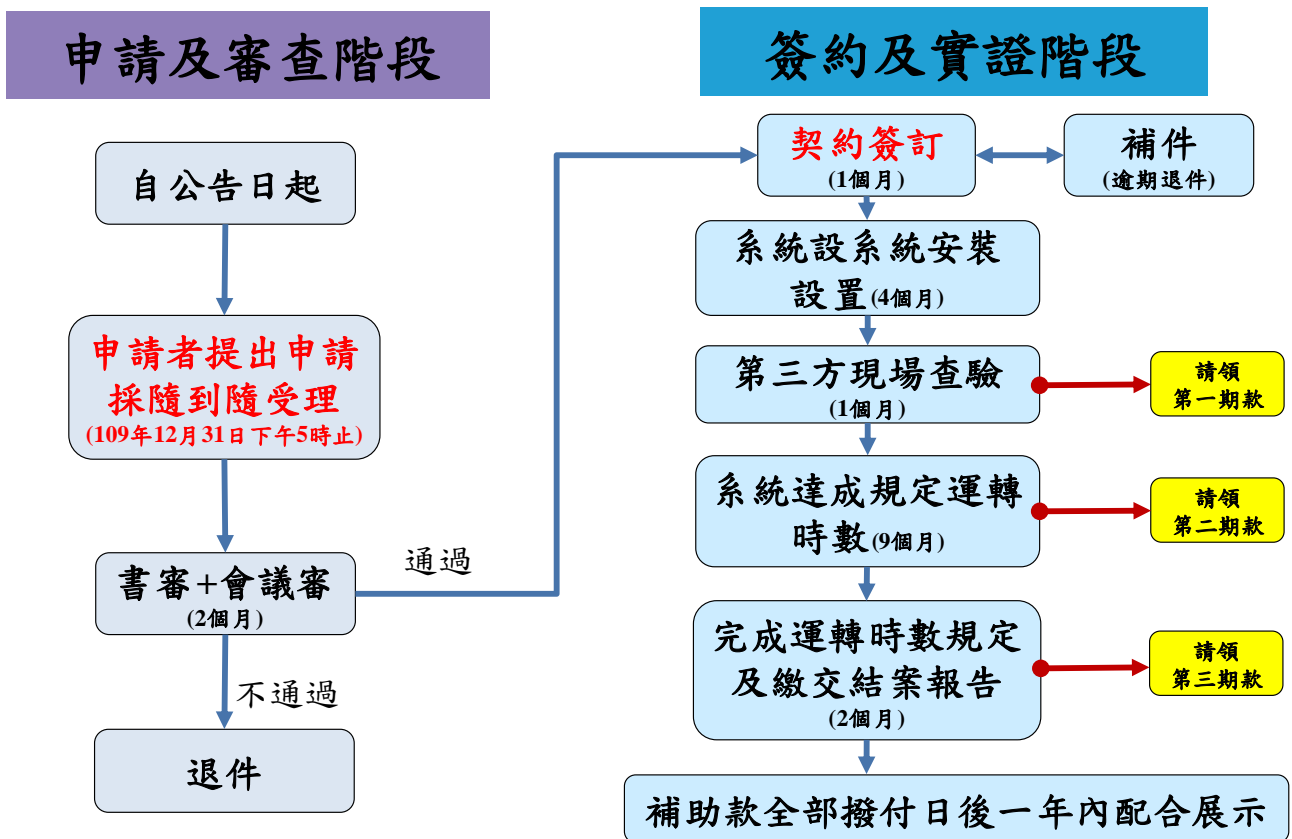 申請及審查階段
自公告日起
申請者提出申請
採隨到隨受理
(109年12月31日下午5時止)
書審+會議審
(2個月)
通過
不通過
退件
簽約及實證階段
契約簽訂
(1個月)
補件
(逾期退件)
系統設系統安裝
設置(4個月)
第三方現場查驗
(1個月)
請領
第一期款
系統達成規定運轉
時數(9個月)
請領
第二期款
完成運轉時數規定
及繳交結案報告
(2個月)
請領
第三期款
補助款全部撥付日後一年內配合展示